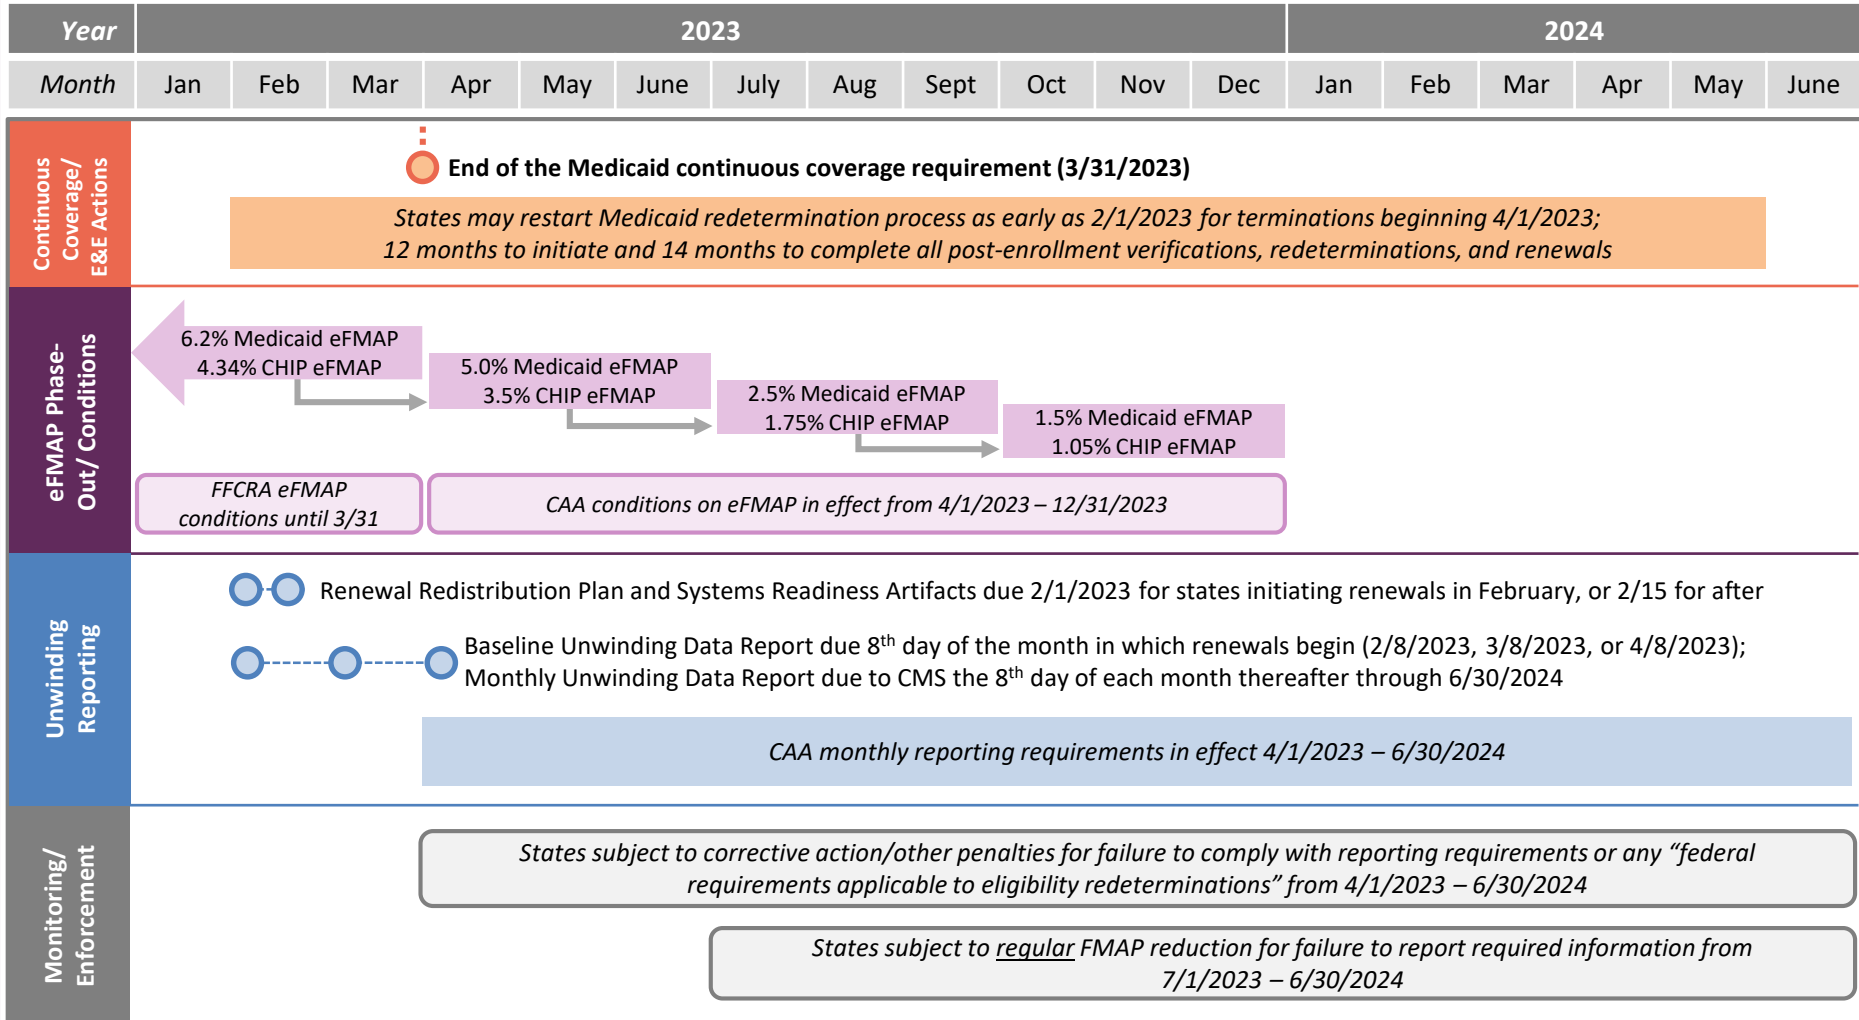 Year
2023
2024
Month
Jan
Feb
Mar
Apr
May
June
July
Aug
Sept
Oct
Nov
Dec
Jan
Feb
Mar
Apr
May
June
Continuous
Coverage/
E&E Actions
End of the Medicaid continuous coverage requirement (3/31/2023)
States may restart Medicaid redetermination process as early as 2/1/2023 for terminations beginning 4/1/2023;
12 months to initiate and 14 months to complete all post-enrollment verifications, redeterminations, and renewals
eFMAP Phase-
Out/ Conditions
6.2% Medicaid eFMAP
4.34% CHIP eFMAP
5.0% Medicaid eFMAP
3.5% CHIP eFMAP
2.5% Medicaid eFMAP
1.75% CHIP eFMAP
1.5% Medicaid eFMAP
1.05% CHIP eFMAP
FFCRA eFMAP
conditions until 3/31
CAA conditions on eFMAP in effect from 4/1/2023 – 12/31/2023
Unwinding
Reporting
Renewal Redistribution Plan and Systems Readiness Artifacts due 2/1/2023 for states initiating renewals in February, or 2/15 for after
Baseline Unwinding Data Report due 8th day of the month in which renewals begin (2/8/2023, 3/8/2023, or 4/8/2023);
Monthly Unwinding Data Report due to CMS the 8th day of each month thereafter through 6/30/2024
CAA monthly reporting requirements in effect 4/1/2023 – 6/30/2024
Monitoring/
Enforcement
States subject to corrective action/other penalties for failure to comply with reporting requirements or any “federal
requirements applicable to eligibility redeterminations” from 4/1/2023 – 6/30/2024
States subject to regular FMAP reduction for failure to report required information from
7/1/2023 – 6/30/2024